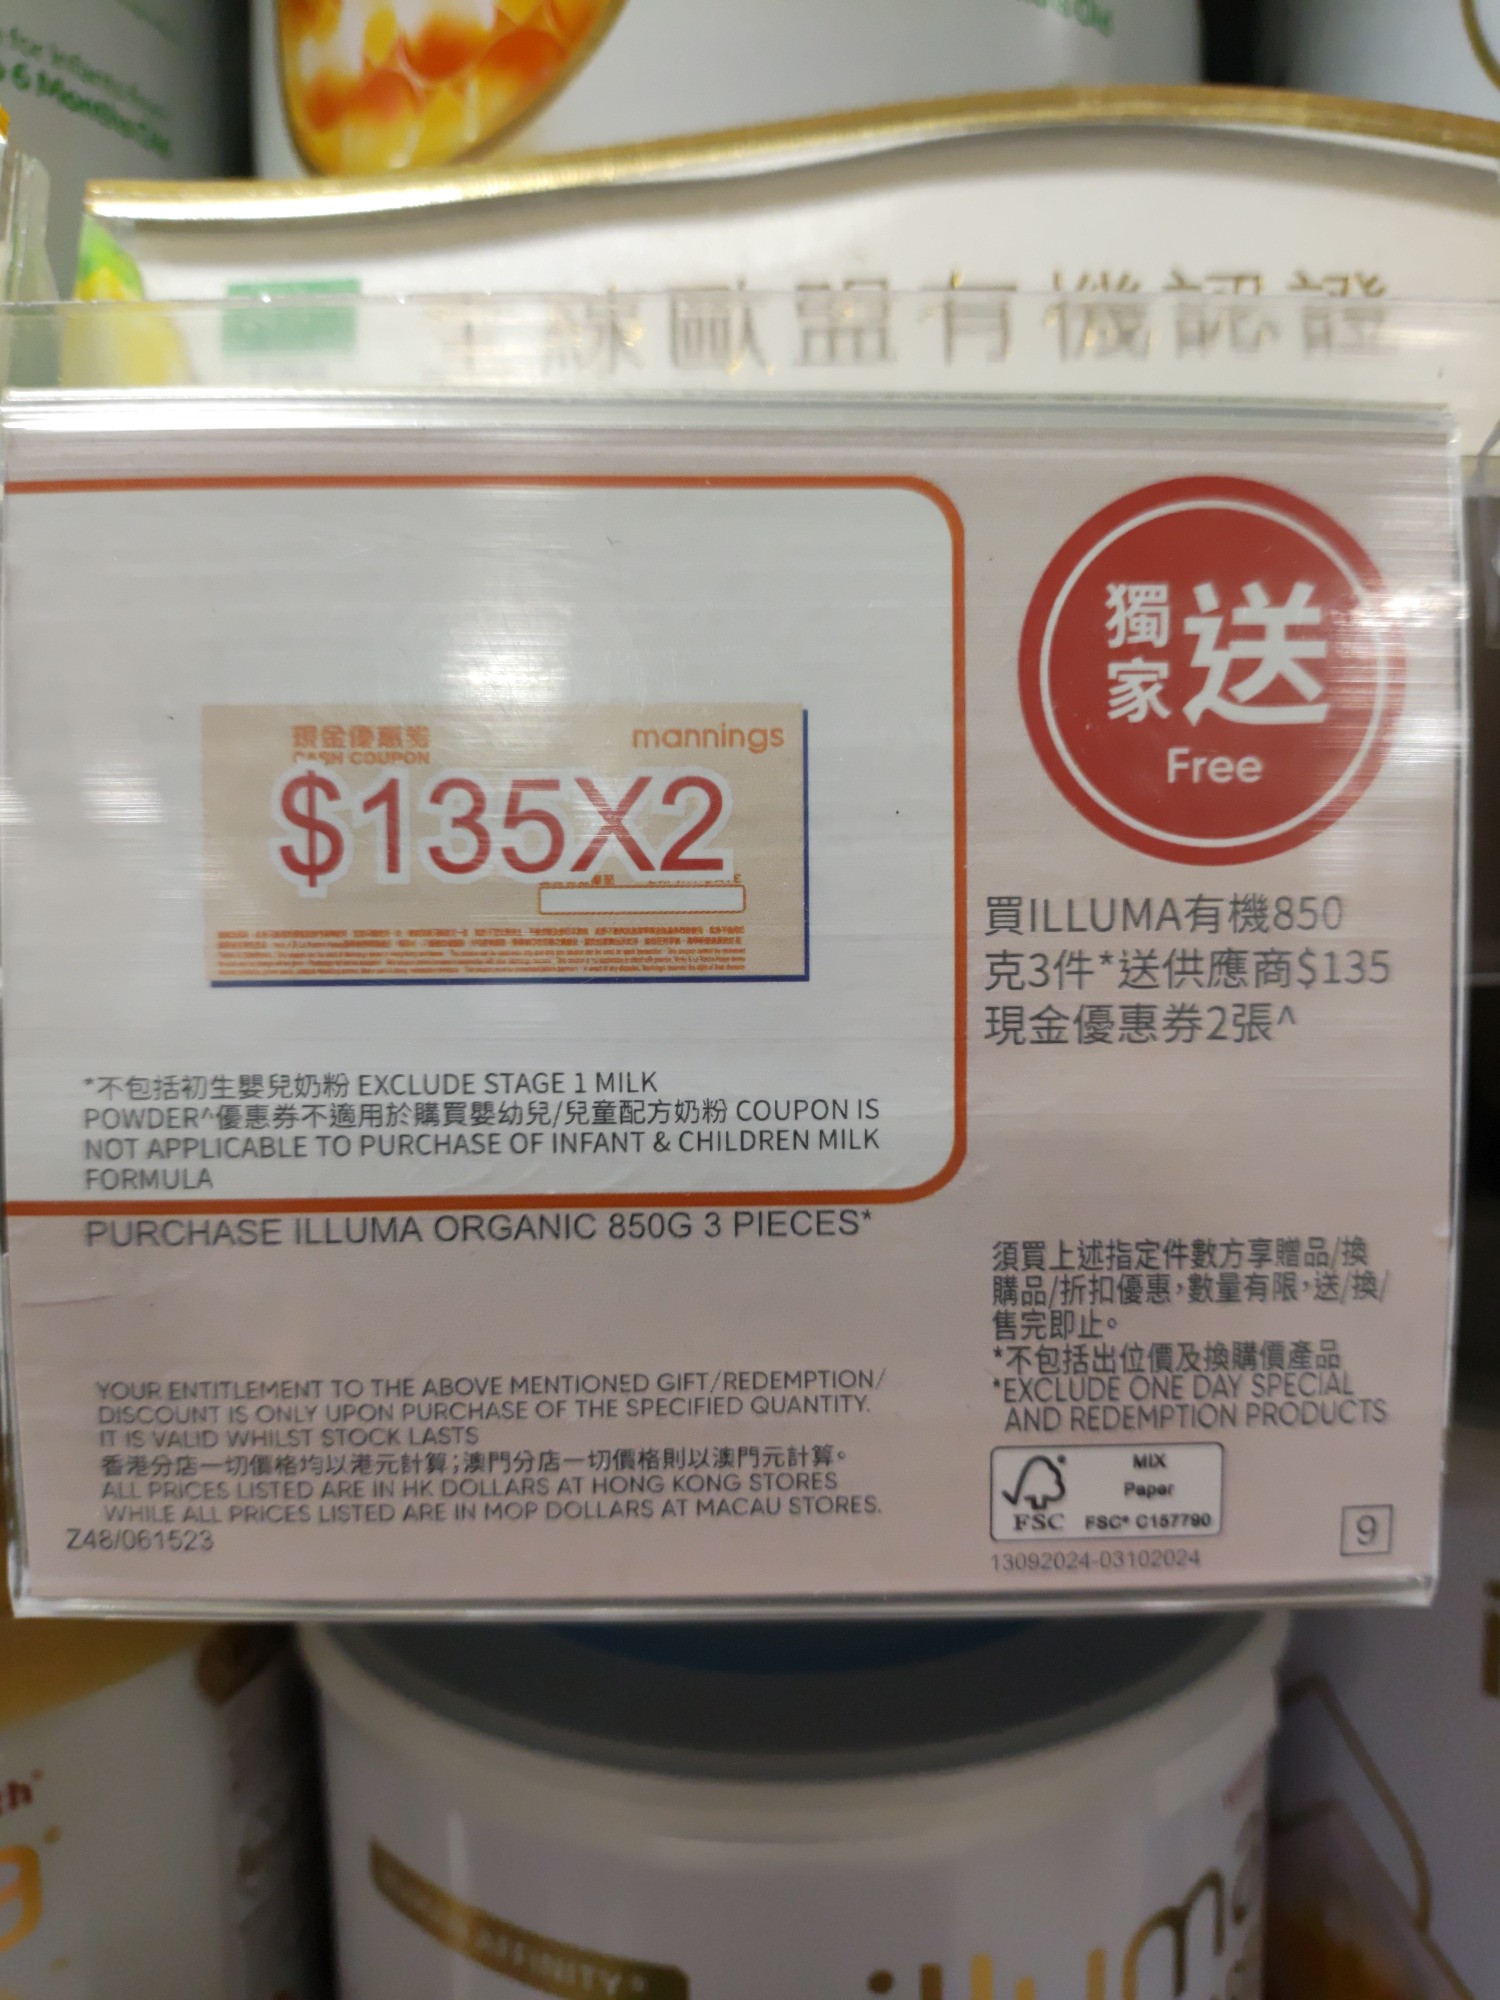 6 Months Old
線歐盟有機認證
獨家送
Free
現金優惠券
CASH COUPON
mannings
$135X2
買ILLUMA有機850
克3件*送供應商$135
現金優惠券2張^
*不包括初生嬰兒奶粉 EXCLUDE STAGE 1 MILK
POWDER^優惠券不適用於購買嬰幼兒/兒童配方奶粉 COUPON IS
NOT APPLICABLE TO PURCHASE OF INFANT & CHILDREN MILK
FORMULA
PURCHASE ILLUMA ORGANIC 850G 3 PIECES*
YOUR ENTITLEMENT TO THE ABOVE MENTIONED GIFT/REDEMPTION/
DISCOUNT IS ONLY UPON PURCHASE OF THE SPECIFIED QUANTITY.
IT IS VALID WHILST STOCK LASTS
香港分店一切價格均以港元計算；澳門分店一切價格則以澳門元計算。
ALL PRICES LISTED ARE IN HK DOLLARS AT HONG KONG STORES
WHILE ALL PRICES LISTED ARE IN MOP DOLLARS AT MACAU STORES.
Z48/061523
須買上述指定件數方享贈品/換
購品/折扣優惠，數量有限，送/換/
售完即止。
*不包括出位價及換購價產品
*EXCLUDE ONE DAY SPECIAL
AND REDEMPTION PRODUCTS
MIX
Paper
FSC FSC® C157790
13092024-03102024
9
AFFINITY
illuma